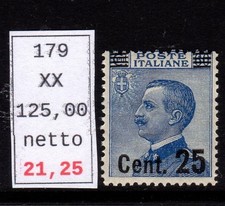 179
XX
125,00
netto
21,25
POSTE
ITALIANE
Cent. 25